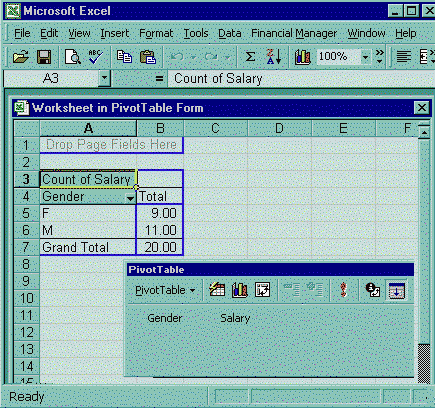 Microsoft Excel
File Edit View Insert Format Tools Data Financial Manager Window Help
ABC Σ 100% »
A3 = Count of Salary
Worksheet in PivotTable Form
A B C D E F
1 Drop Page Fields Here
2
3 Count of Salary
4 Gender Total
5 F 9.00
6 M 11.00
7 Grand Total 20.00
8
9
10
11
12
13
14
15
PivotTable
PivotTable
Gender Salary
Ready